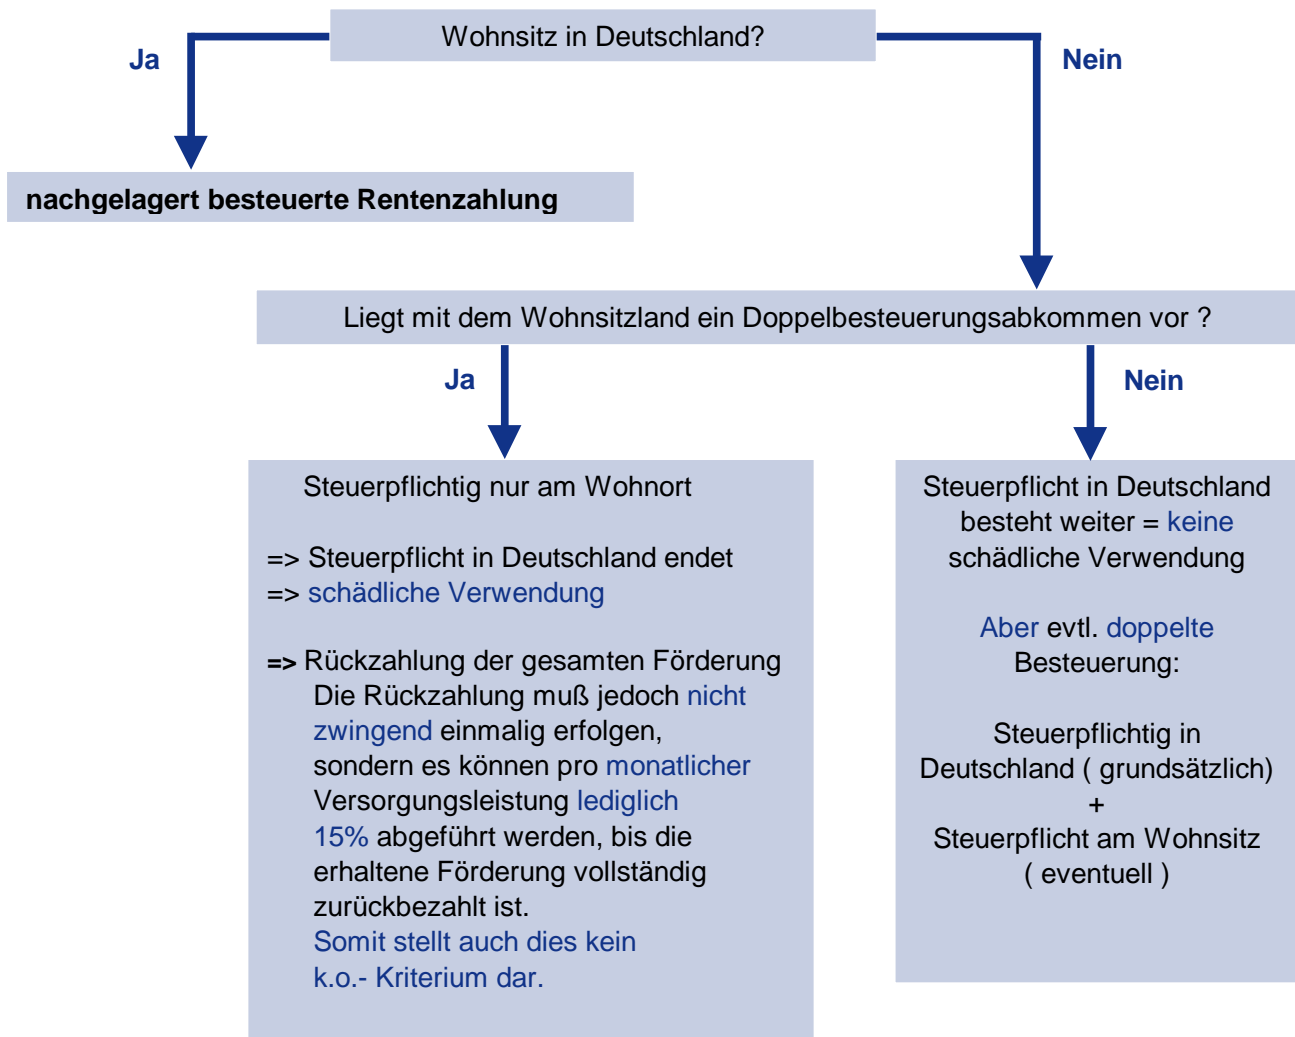 Wohnsitz in Deutschland?
Ja
Nein
nachgelagert besteuerte Rentenzahlung
Liegt mit dem Wohnsitzland ein Doppelbesteuerungsabkommen vor ?
Ja
Nein
Steuerpflichtig nur am Wohnort
=> Steuerpflicht in Deutschland endet
=> schädliche Verwendung
=> Rückzahlung der gesamten Förderung
Die Rückzahlung muß jedoch nicht
zwingend einmalig erfolgen,
sondern es können pro monatlicher
Versorgungsleistung lediglich
15% abgeführt werden, bis die
erhaltene Förderung vollständig
zurückbezahlt ist.
Somit stellt auch dies kein
k.o.- Kriterium dar.
Steuerpflicht in Deutschland
besteht weiter = keine
schädliche Verwendung
Aber evtl. doppelte
Besteuerung:
Steuerpflichtig in
Deutschland ( grundsätzlich)
+
Steuerpflicht am Wohnsitz
( eventuell )